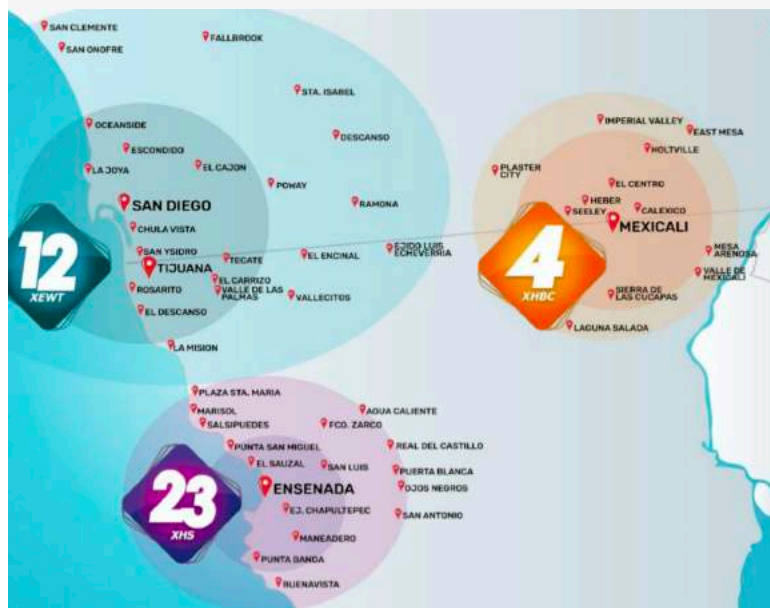 SAN CLEMENTE
SAN ONOFRE
FALLBROOK
STA. ISABEL
OCEANSIDE
DESCANSO
ESCONDIDO
LA JOYA
EL CAJON
POWAY
SAN DIEGO
RAMONA
CHULA VISTA
SAN YSIDRO
TECATE
EL ENCINAL
EJIDO LUIS
ECHEVERRIA
12
XEWT
TIJUANA
ROSARITO
EL CARRIZO
VALLE DE LAS
PALMAS
VALLECITOS
EL DESCANSO
LA MISION
IMPERIAL VALLEY
EAST MESA
HOLTVILLE
PLASTER
CITY
EL CENTRO
HEBER
SEELEY
CALEXICO
MEXICALI
4
XHBC
MESA
ARENOSA
VALLE DE
MEXICALI
SIERRA DE
LAS CUCAPAS
LAGUNA SALADA
PLAZA STA. MARIA
MARISOL
AGUA CALIENTE
SALSIPUEDES
FCO. ZARCO
PUNTA SAN MIGUEL
REAL DEL CASTILLO
EL SAUZAL
SAN LUIS
PUERTA BLANCA
23
XHS
ENSENADA
OJOS NEGROS
EJ. CHAPULTEPEC
SAN ANTONIO
MANEADERO
PUNTA BANDA
BUENAVISTA